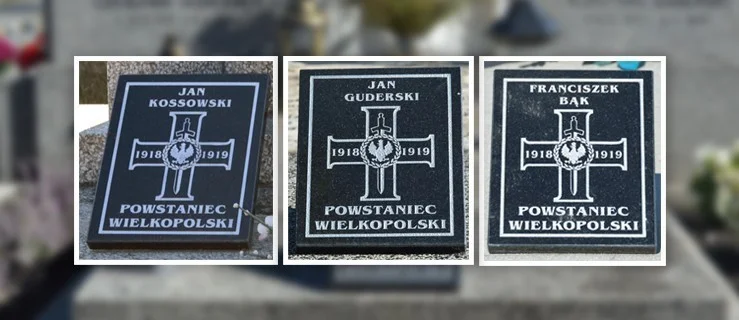 JAN
KOSSOWSKI
1918 1919
POWSTANIEC
WIELKOPOLSKI
JAN
GUDERSKI
1918 1919
POWSTANIEC
WIELKOPOLSKI
FRANCISZEK
BĄK
1918 1919
POWSTANIEC
WIELKOPOLSKI